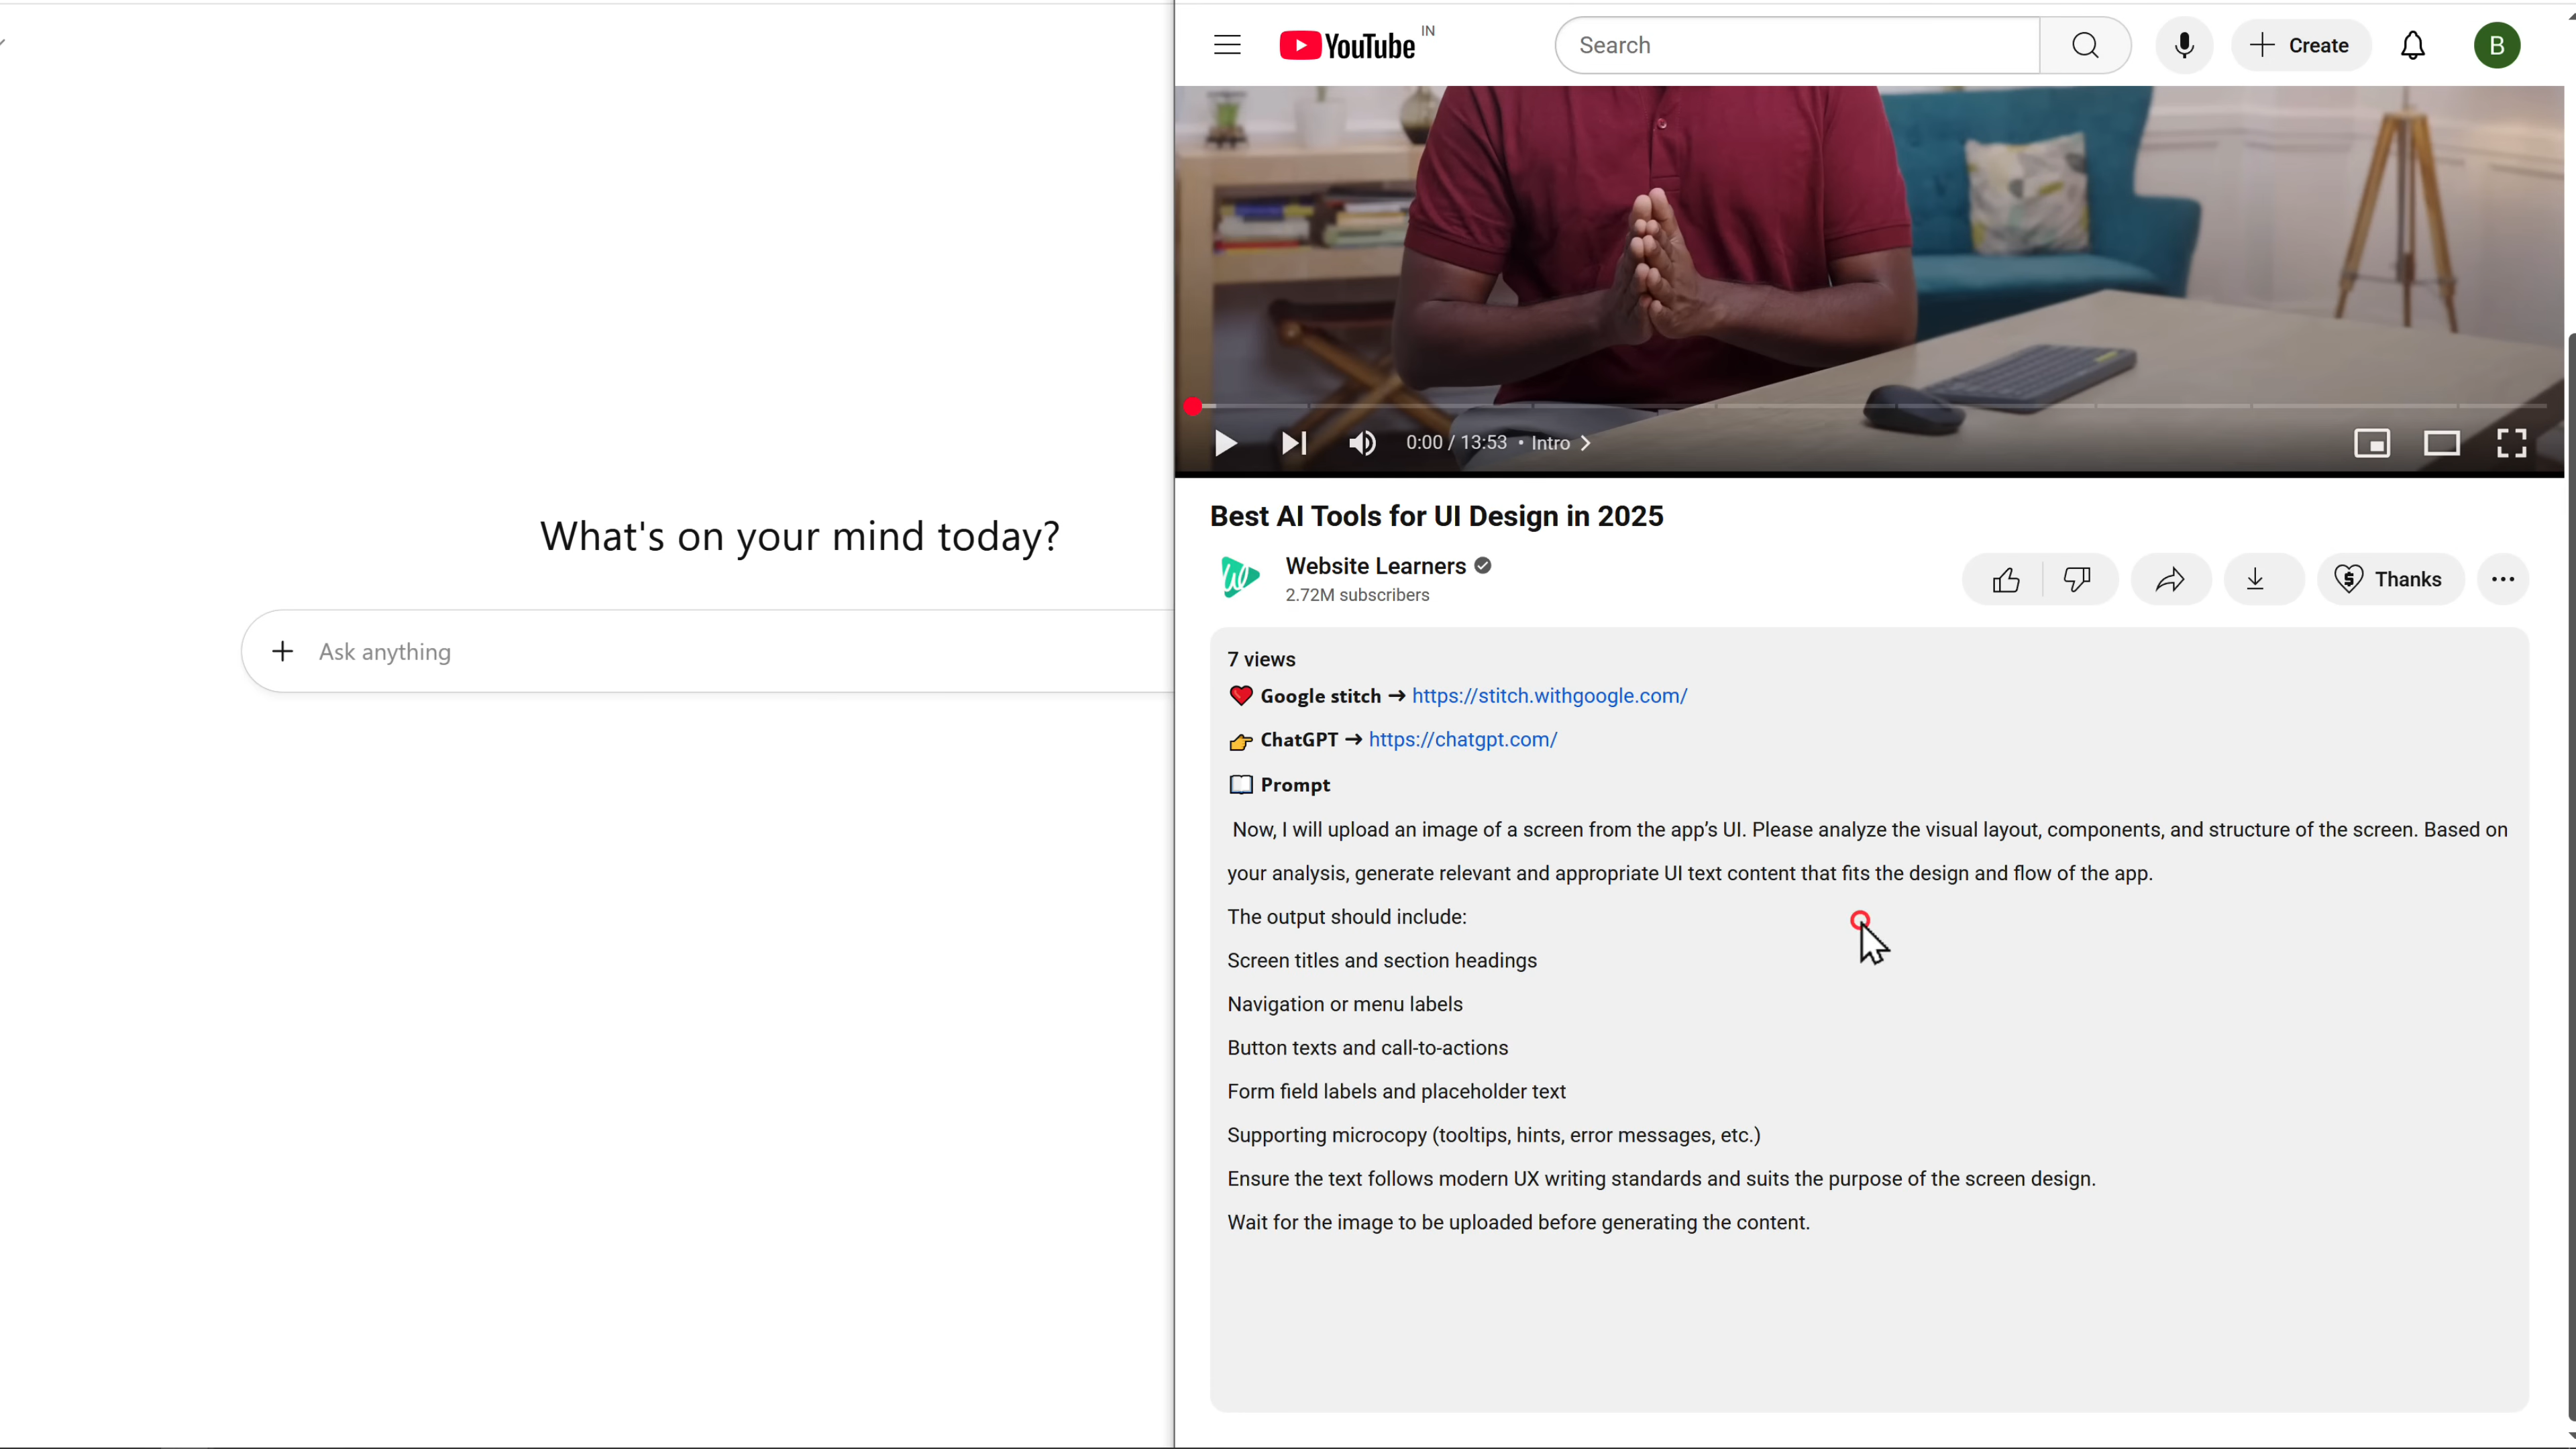 What's on your mind today?
Ask anything
YouTube IN
Search
Create
B
0:00 / 13:53 • Intro
Best AI Tools for UI Design in 2025
Website Learners
2.72M subscribers
Thanks
7 views
❤️ Google stitch → https://stitch.withgoogle.com/
👉 ChatGPT → https://chatgpt.com/
📖 Prompt
Now, I will upload an image of a screen from the app’s UI. Please analyze the visual layout, components, and structure of the screen. Based on
your analysis, generate relevant and appropriate UI text content that fits the design and flow of the app.
The output should include:
Screen titles and section headings
Navigation or menu labels
Button texts and call-to-actions
Form field labels and placeholder text
Supporting microcopy (tooltips, hints, error messages, etc.)
Ensure the text follows modern UX writing standards and suits the purpose of the screen design.
Wait for the image to be uploaded before generating the content.